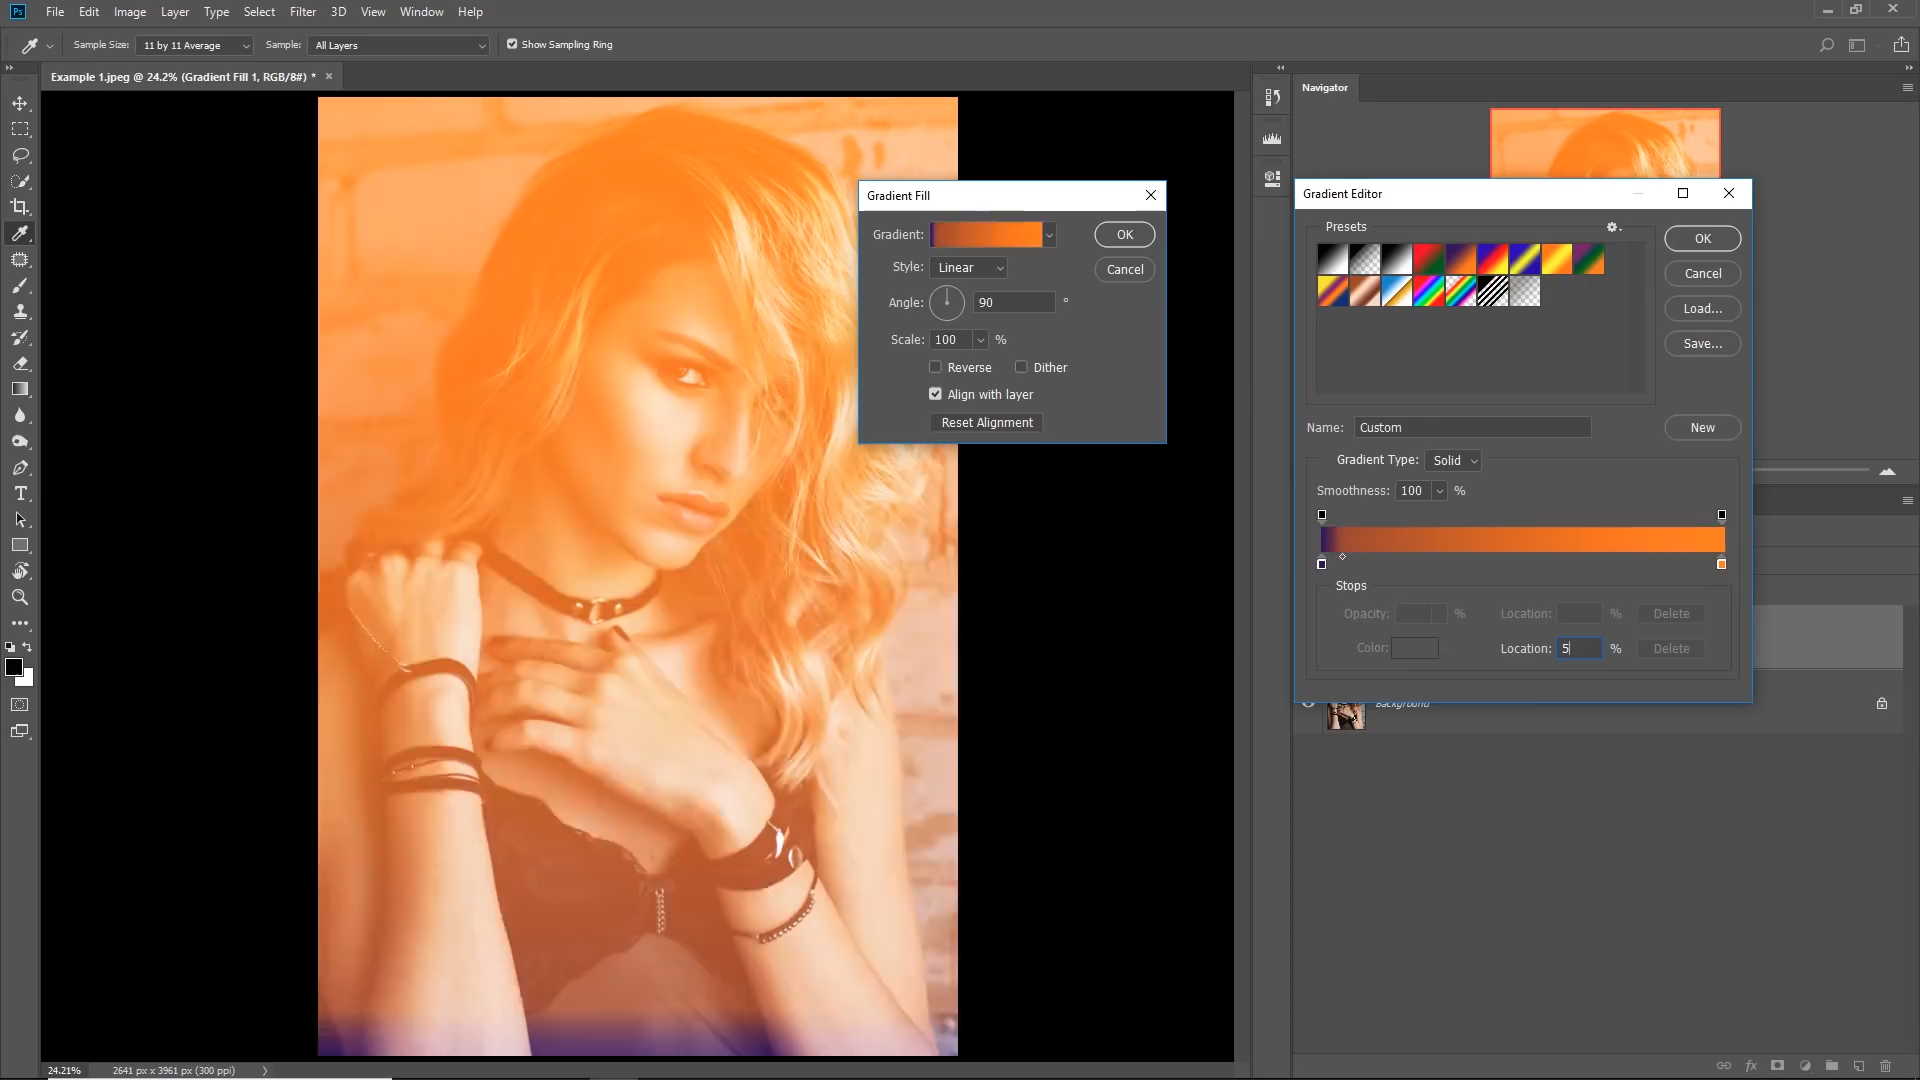 Ps File Edit Image Layer Type Select Filter 3D View Window Help
Sample Size: 11 by 11 Average Sample: All Layers Show Sampling Ring
Example 1.jpeg @ 24.2% (Gradient Fill 1, RGB/8#) *
Navigator
Gradient Fill
Gradient: OK
Style: Linear Cancel
Angle: 90 °
Scale: 100 %
Reverse Dither
Align with layer
Reset Alignment
Gradient Editor
Presets
OK
Cancel
Load...
Save...
Name: Custom New
Gradient Type: Solid
Smoothness: 100 %
Stops
Opacity: % Location: % Delete
Color: Location: 5 % Delete
Background
fx
24.21% 2641 px x 3961 px (300 ppi)